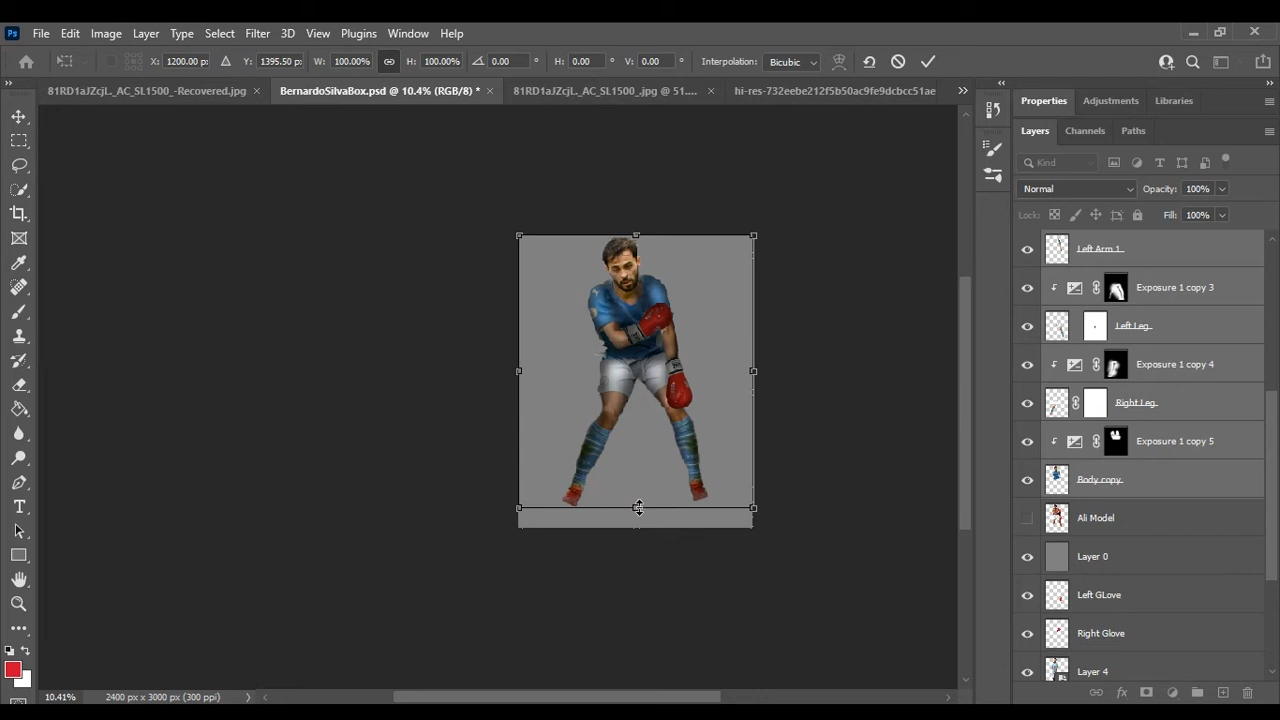 Ps File Edit Image Layer Type Select Filter 3D View Plugins Window Help
X: 1200.00 px Y: 1395.50 px W: 100.00% H: 100.00% 0.00 ° H: 0.00 ° V: 0.00 ° Interpolation: Bicubic
81RD1aJZcjL._AC_SL1500_-Recovered.jpg × BernardoSilvaBox.psd @ 10.4% (RGB/8) * × 81RD1aJZcjL._AC_SL1500_.jpg @ 51.... × hi-res-732eebe212f5b50ac9fe9dcbcc51ae
Properties Adjustments Libraries
Layers Channels Paths
Kind
Normal Opacity: 100%
Lock: Fill: 100%
Left Arm 1
Exposure 1 copy 3
Left Leg
Exposure 1 copy 4
Right Leg
Exposure 1 copy 5
Body copy
Ali Model
Layer 0
Left GLove
Right Glove
Layer 4
10.41% 2400 px x 3000 px (300 ppi)